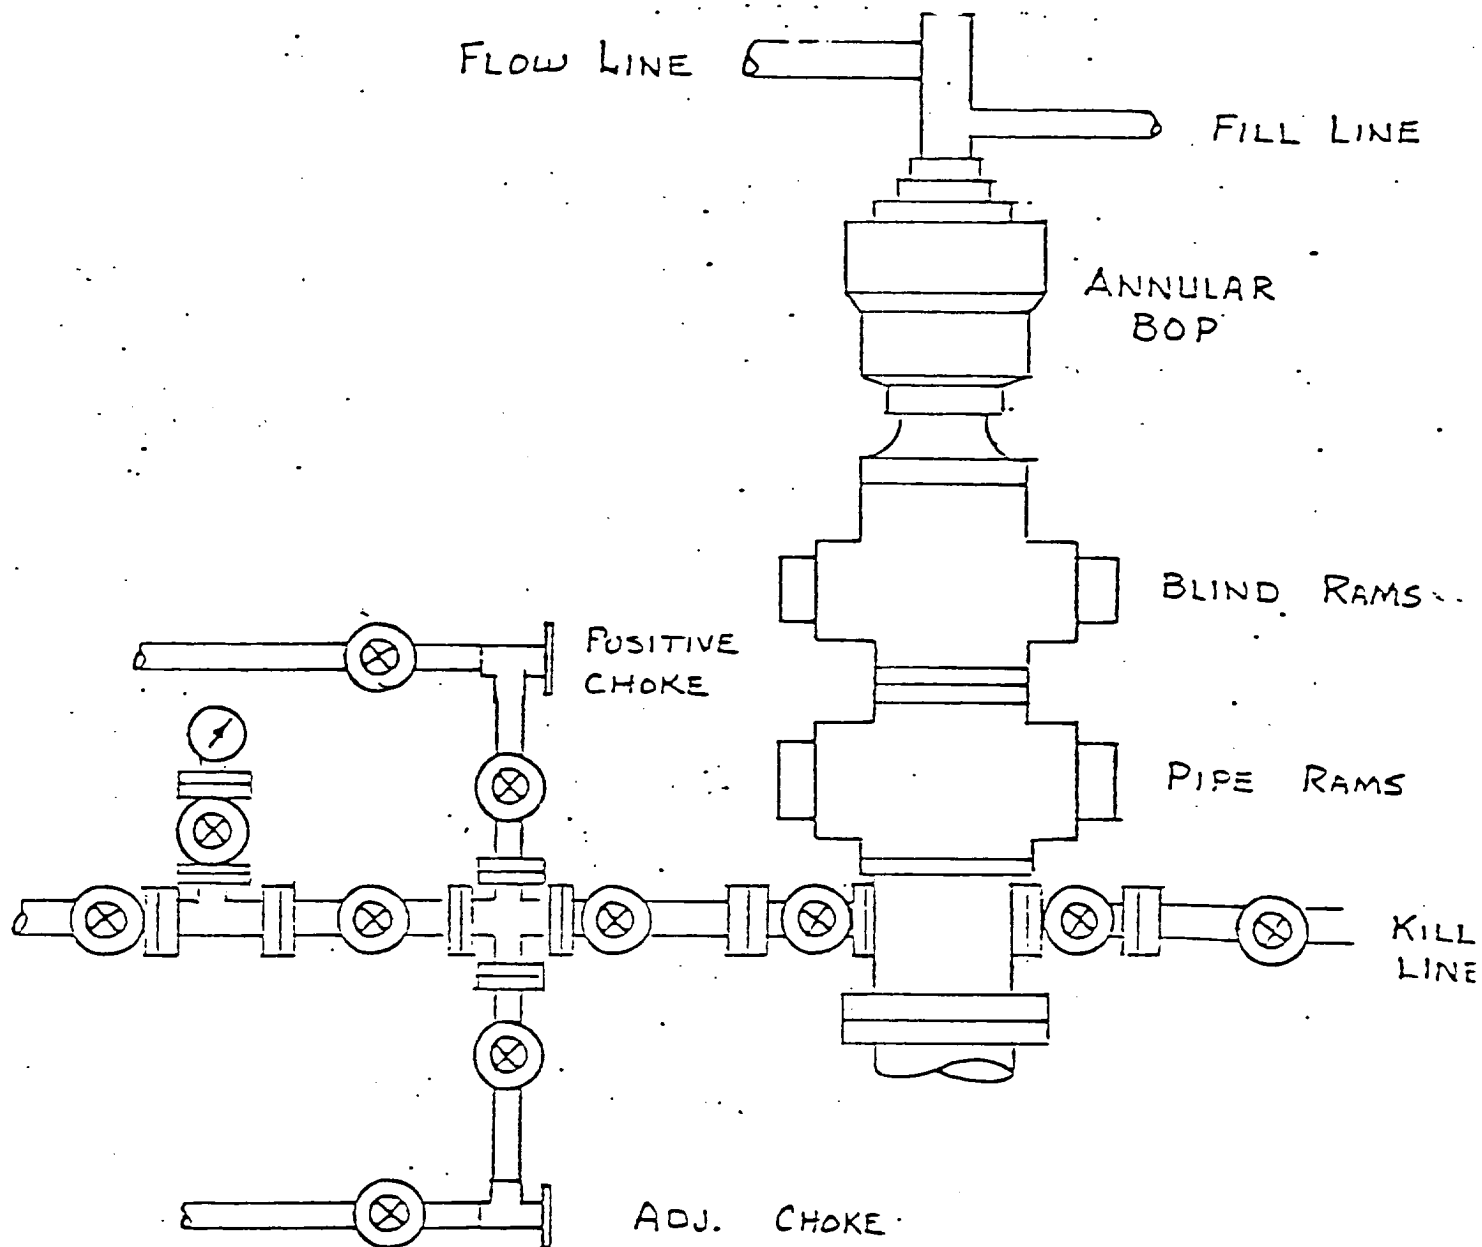 FLOW LINE
FILL LINE
ANNULAR
BOP
BLIND RAMS
POSITIVE
CHOKE
PIPE RAMS
KILL
LINE
ADJ. CHOKE